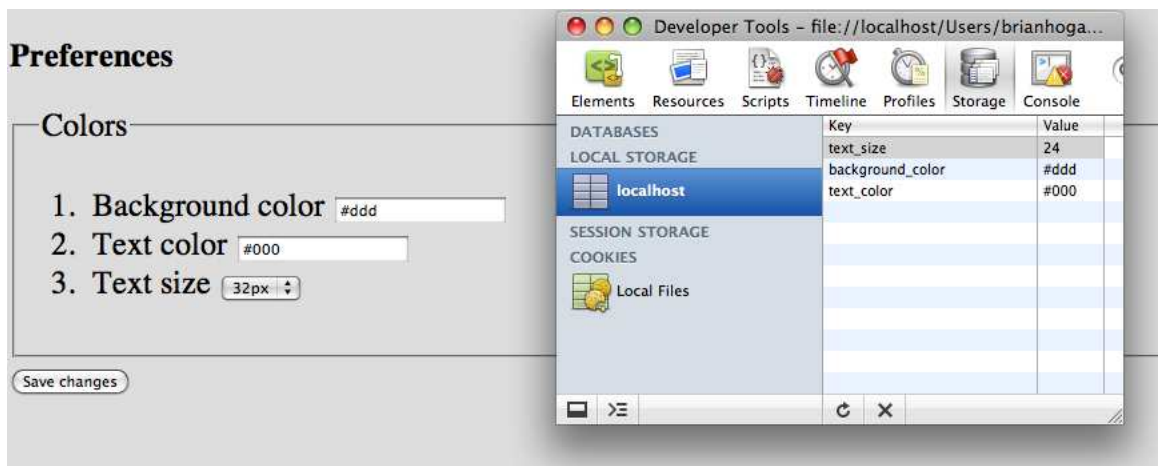 Preferences
Colors
1. Background color #ddd
2. Text color #000
3. Text size 32px
Save changes
Developer Tools – file://localhost/Users/brianhoga...
Elements Resources Scripts Timeline Profiles Storage Console
DATABASES
LOCAL STORAGE
localhost
SESSION STORAGE
COOKIES
Local Files
Key Value
text_size 24
background_color #ddd
text_color #000